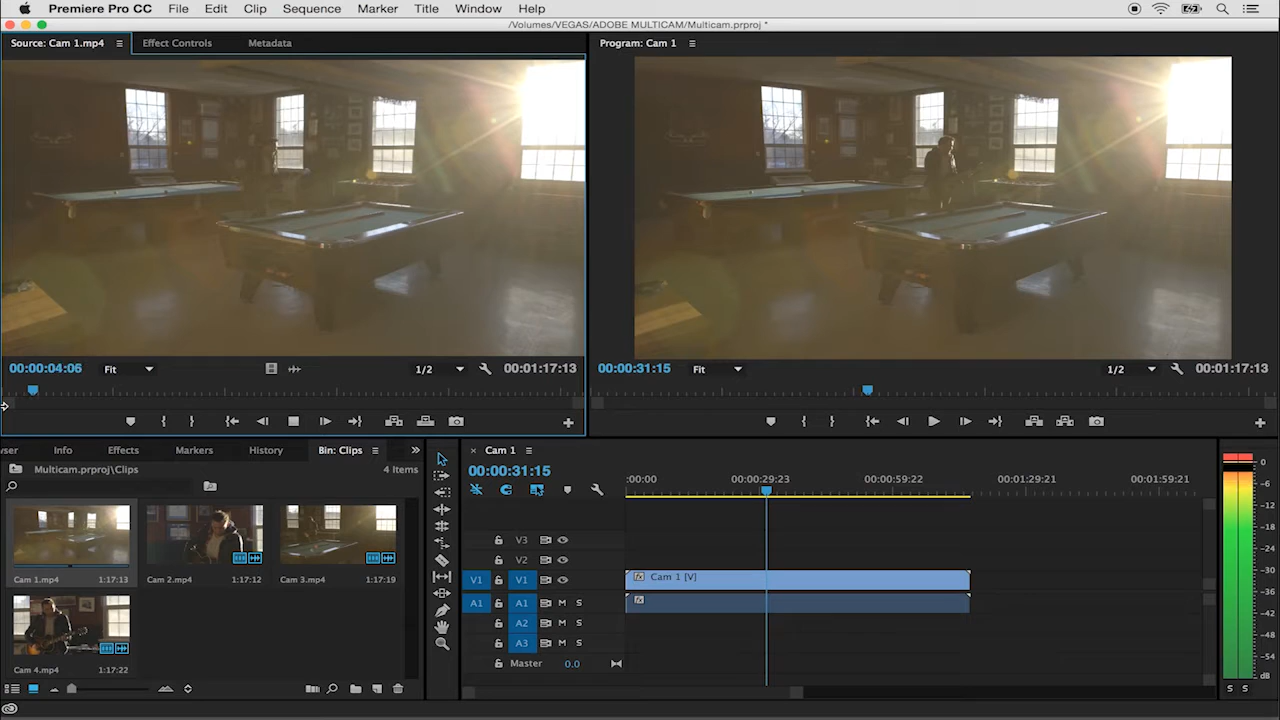 Premiere Pro CC File Edit Clip Sequence Marker Title Window Help
/Volumes/VEGAS/ADOBE MULTICAM/Multicam.prproj *
Source: Cam 1.mp4 Effect Controls Metadata
Program: Cam 1
00:00:04:06 Fit 1/2 00:01:17:13
00:00:31:15 Fit 1/2 00:01:17:13
wser Info Effects Markers History Bin: Clips
Multicam.prproj\Clips 4 Items
Cam 1.mp4 1:17:13
Cam 2.mp4 1:17:12
Cam 3.mp4 1:17:19
Cam 4.mp4 1:17:22
× Cam 1
00:00:31:15
:00:00 00:00:29:23 00:00:59:22 00:01:29:21 00:01:59:21
V3
V2
V1 V1 fx Cam 1 [V]
A1 A1 M S fx
A2 M S
A3 M S
Master 0.0
0
-6
-12
-18
-24
-30
-36
-42
-48
-54
dB
S S